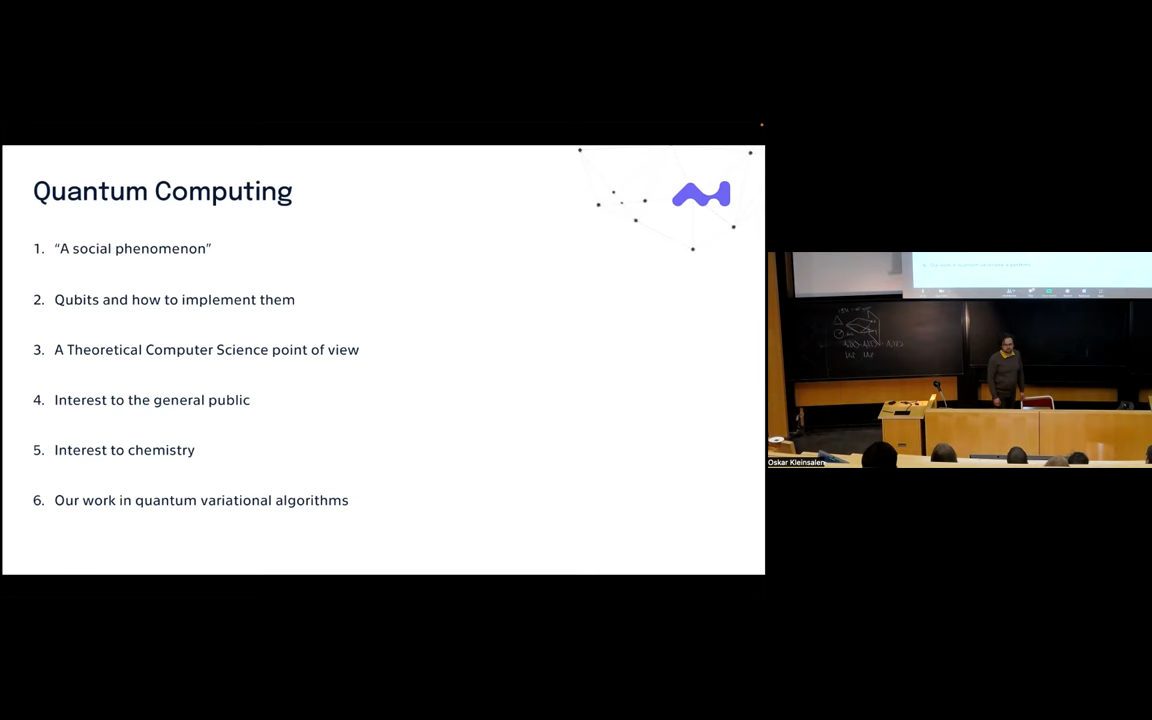 Quantum Computing
1. “A social phenomenon”
2. Qubits and how to implement them
3. A Theoretical Computer Science point of view
4. Interest to the general public
5. Interest to chemistry
6. Our work in quantum variational algorithms
Oskar Kleinsalen